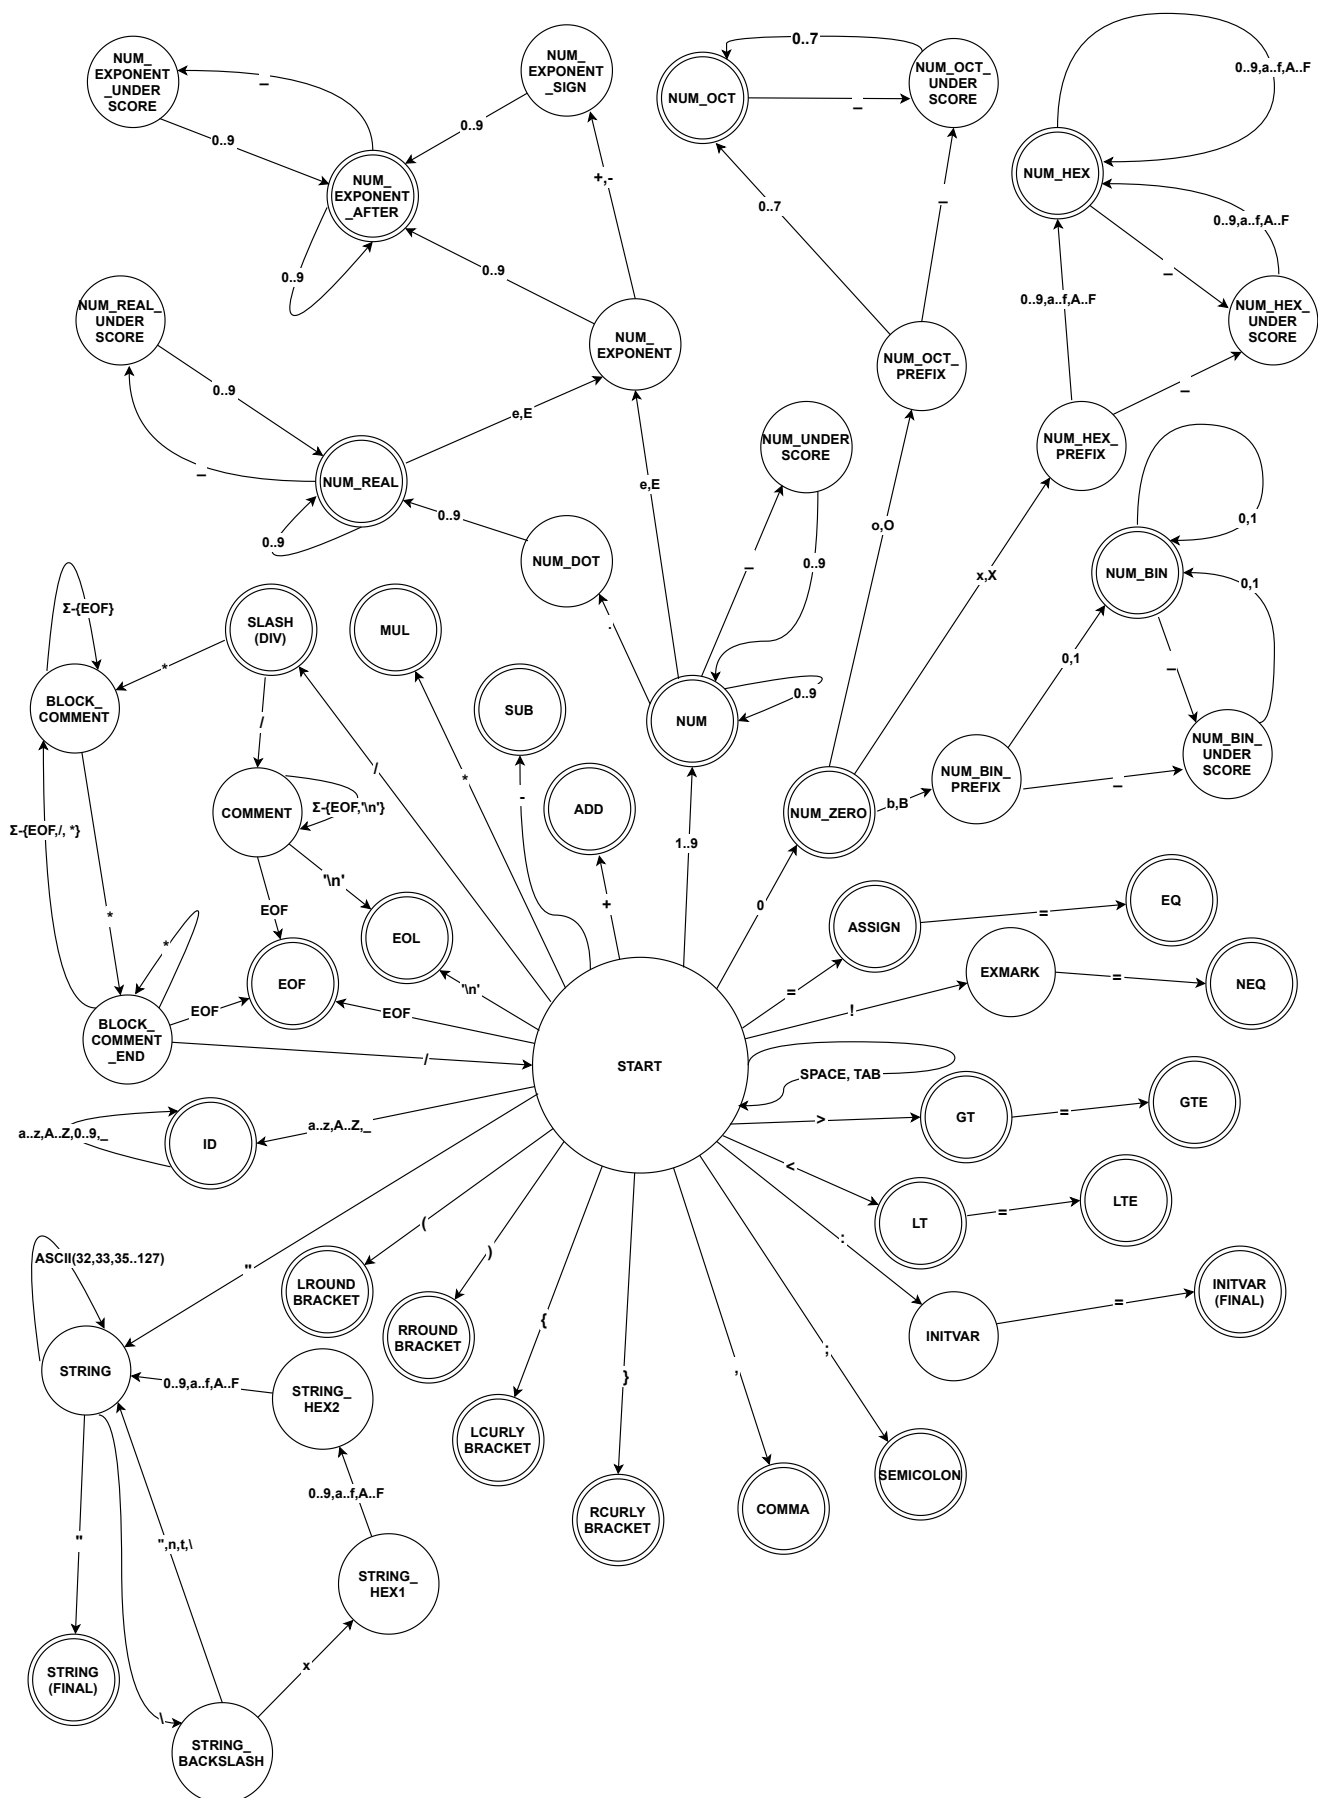 NUM_
EXPONENT
_UNDER
SCORE
_
0..9
NUM_
EXPONENT
_SIGN
0..9
+,-
NUM_
EXPONENT
_AFTER
0..9
0..9
NUM_
EXPONENT
NUM_REAL_
UNDER
SCORE
0..9
_
NUM_REAL
0..9
e,E
0..9
NUM_DOT
.
e,E
NUM_OCT
0..7
_
NUM_OCT_
UNDER
SCORE
0..7
_
NUM_OCT_
PREFIX
o,O
NUM_HEX
0..9,a..f,A..F
0..9,a..f,A..F
_
NUM_HEX_
UNDER
SCORE
0..9,a..f,A..F
_
NUM_HEX_
PREFIX
x,X
NUM_UNDER
SCORE
_
0..9
NUM
0..9
1..9
NUM_BIN
0,1
0,1
_
NUM_BIN_
UNDER
SCORE
0,1
_
NUM_BIN_
PREFIX
b,B
NUM_ZERO
0
Σ-{EOF}
BLOCK_
COMMENT
*
SLASH
(DIV)
/
MUL
*
SUB
-
ADD
+
/
COMMENT
Σ-{EOF,'\n'}
'\n'
EOF
Σ-{EOF,/, *}
*
*
BLOCK_
COMMENT
_END
EOF
EOF
EOL
'\n'
EOF
/
START
SPACE, TAB
=
ASSIGN
=
EQ
!
EXMARK
=
NEQ
>
GT
=
GTE
<
LT
=
LTE
:
INITVAR
=
INITVAR
(FINAL)
a..z,A..Z,0..9,_
ID
a..z,A..Z,_
"
(
LROUND
BRACKET
)
RROUND
BRACKET
{
LCURLY
BRACKET
}
RCURLY
BRACKET
,
COMMA
;
SEMICOLON
ASCII(32,33,35..127)
STRING
0..9,a..f,A..F
STRING_
HEX2
0..9,a..f,A..F
STRING_
HEX1
"
",n,t,\
x
STRING
(FINAL)
\
STRING_
BACKSLASH